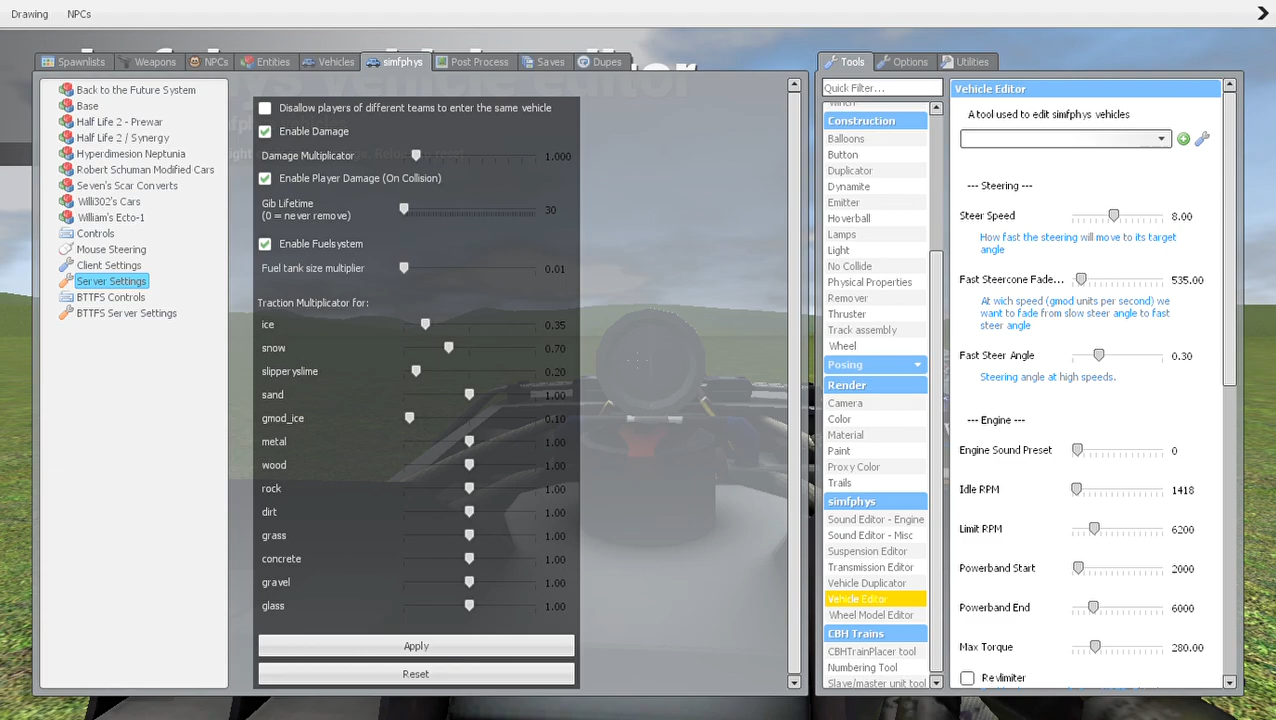 Drawing NPCs
Spawnlists Weapons NPCs Entities Vehicles simfphys Post Process Saves Dupes
Back to the Future System
Base
Half Life 2 - Prewar
Half Life 2 / Synergy
Hyperdimesion Neptunia
Robert Schuman Modified Cars
Seven's Scar Converts
Willi302's Cars
William's Ecto-1
Controls
Mouse Steering
Client Settings
Server Settings
BTTFS Controls
BTTFS Server Settings
Disallow players of different teams to enter the same vehicle
Enable Damage
Damage Multiplicator 1.000
Enable Player Damage (On Collision)
Gib Lifetime
(0 = never remove) 30
Enable Fuelsystem
Fuel tank size multiplier 0.01
Traction Multiplicator for:
ice 0.35
snow 0.70
slipperyslime 0.20
sand 1.00
gmod_ice 0.10
metal 1.00
wood 1.00
rock 1.00
dirt 1.00
grass 1.00
concrete 1.00
gravel 1.00
glass 1.00
Apply
Reset
Tools Options Utilities
Quick Filter...
Winch
Construction
Balloons
Button
Duplicator
Dynamite
Emitter
Hoverball
Lamps
Light
No Collide
Physical Properties
Remover
Thruster
Track assembly
Wheel
Posing
Render
Camera
Color
Material
Paint
Proxy Color
Trails
simfphys
Sound Editor - Engine
Sound Editor - Misc
Suspension Editor
Transmission Editor
Vehicle Duplicator
Vehicle Editor
Wheel Model Editor
CBH Trains
CBHTrainPlacer tool
Numbering Tool
Slave/master unit tool
Vehicle Editor
A tool used to edit simfphys vehicles
--- Steering ---
Steer Speed 8.00
How fast the steering will move to its target
angle
Fast Steercone Fade... 535.00
At wich speed (gmod units per second) we
want to fade from slow steer angle to fast
steer angle
Fast Steer Angle 0.30
Steering angle at high speeds.
--- Engine ---
Engine Sound Preset 0
Idle RPM 1418
Limit RPM 6200
Powerband Start 2000
Powerband End 6000
Max Torque 280.00
Revlimiter